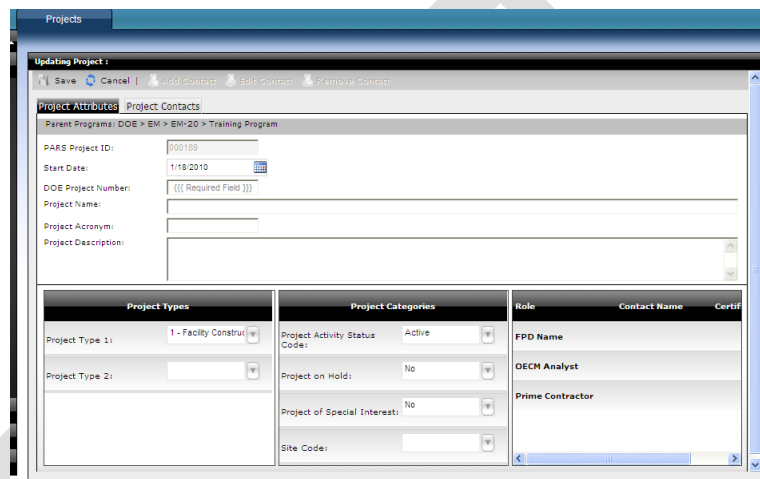 Projects
Updating Project :
Save Cancel | Add Contact Edit Contact Remove Contact
Project Attributes Project Contacts
Parent Programs: DOE > EM > EM-20 > Training Program
PARS Project ID: 000189
Start Date: 1/18/2010
DOE Project Number: {{{ Required Field }}}
Project Name:
Project Acronym:
Project Description:
Project Types Project Categories Role Contact Name Certif
Project Type 1: 1 - Facility Construc
Project Activity Status Code: Active
FPD Name
Project Type 2:
Project on Hold: No
OECM Analyst
Project of Special Interest: No
Prime Contractor
Site Code: